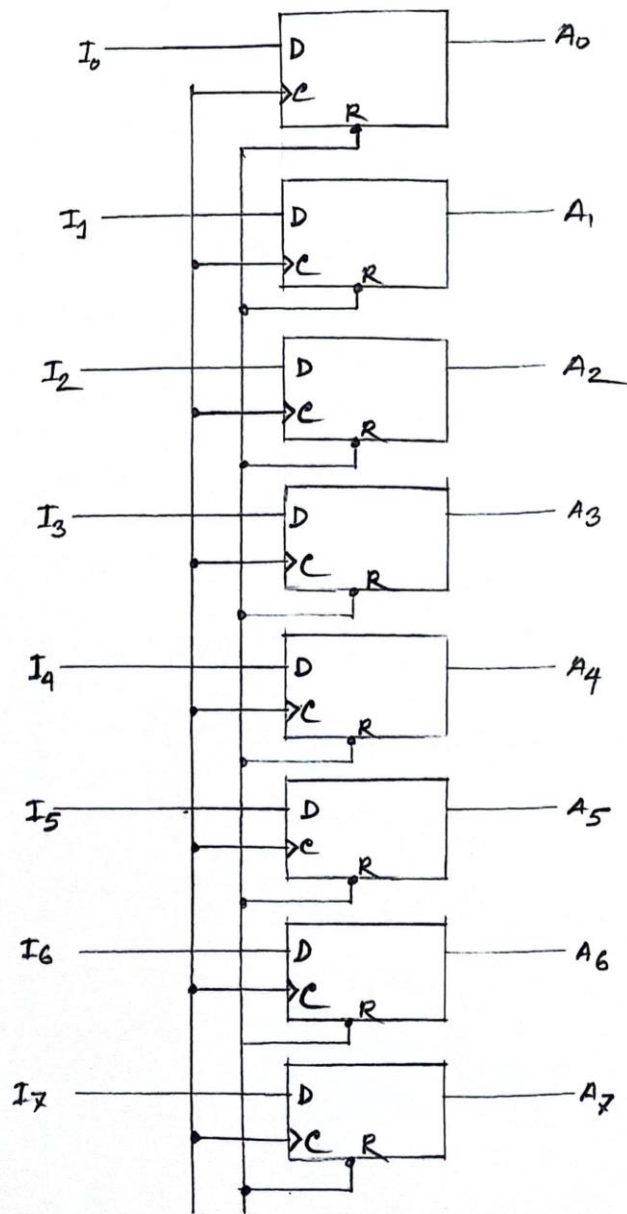 I₀ D A₀
C
R
I₁ D A₁
C
R
I₂ D A₂
C
R
I₃ D A₃
C
R
I₄ D A₄
C
R
I₅ D A₅
C
R
I₆ D A₆
C
R
I₇ D A₇
C
R